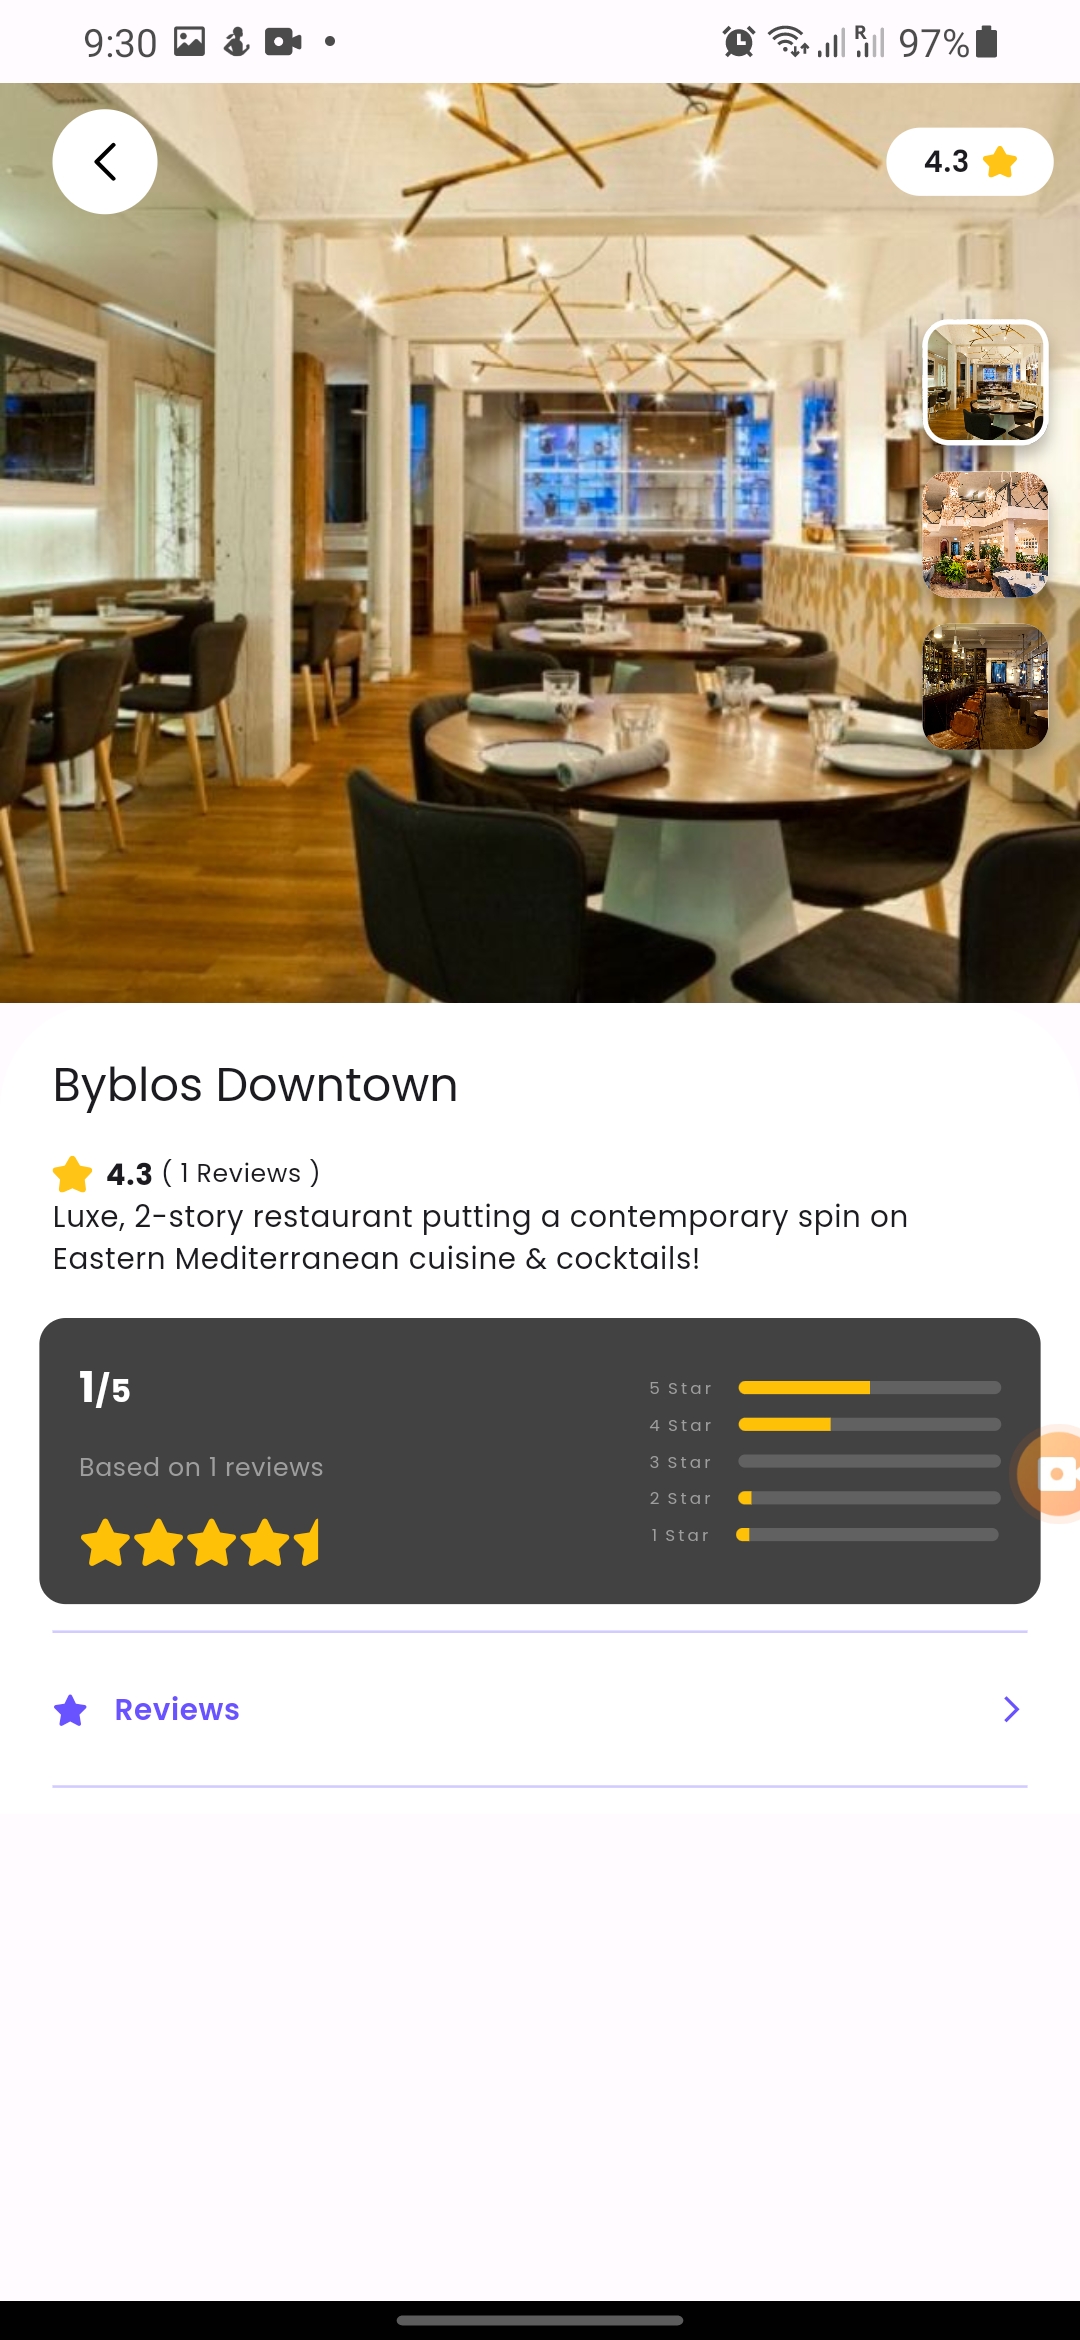 9:30
R 97%
4.3
Byblos Downtown
4.3 ( 1 Reviews )
Luxe, 2-story restaurant putting a contemporary spin on
Eastern Mediterranean cuisine & cocktails!
1/5
Based on 1 reviews
5 Star
4 Star
3 Star
2 Star
1 Star
Reviews